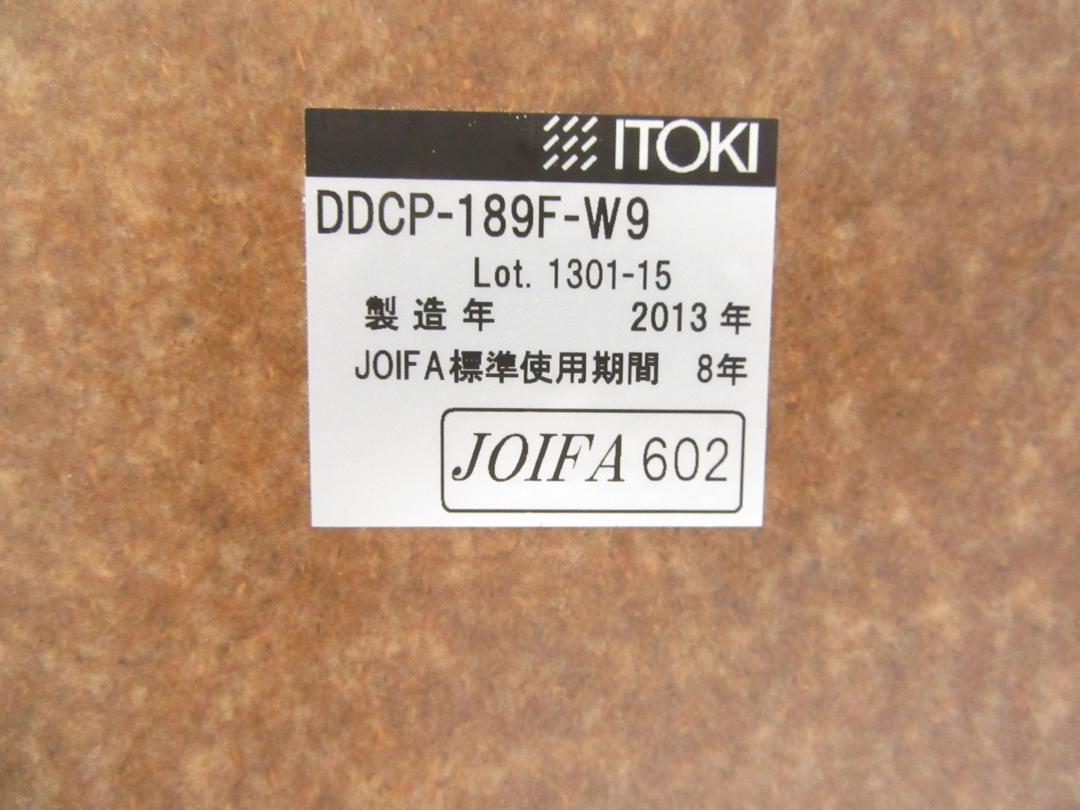 ITOKI
DDCP-189F-W9
Lot. 1301-15
製造年 2013年
JOIFA標準使用期間 8年
JOIFA 602